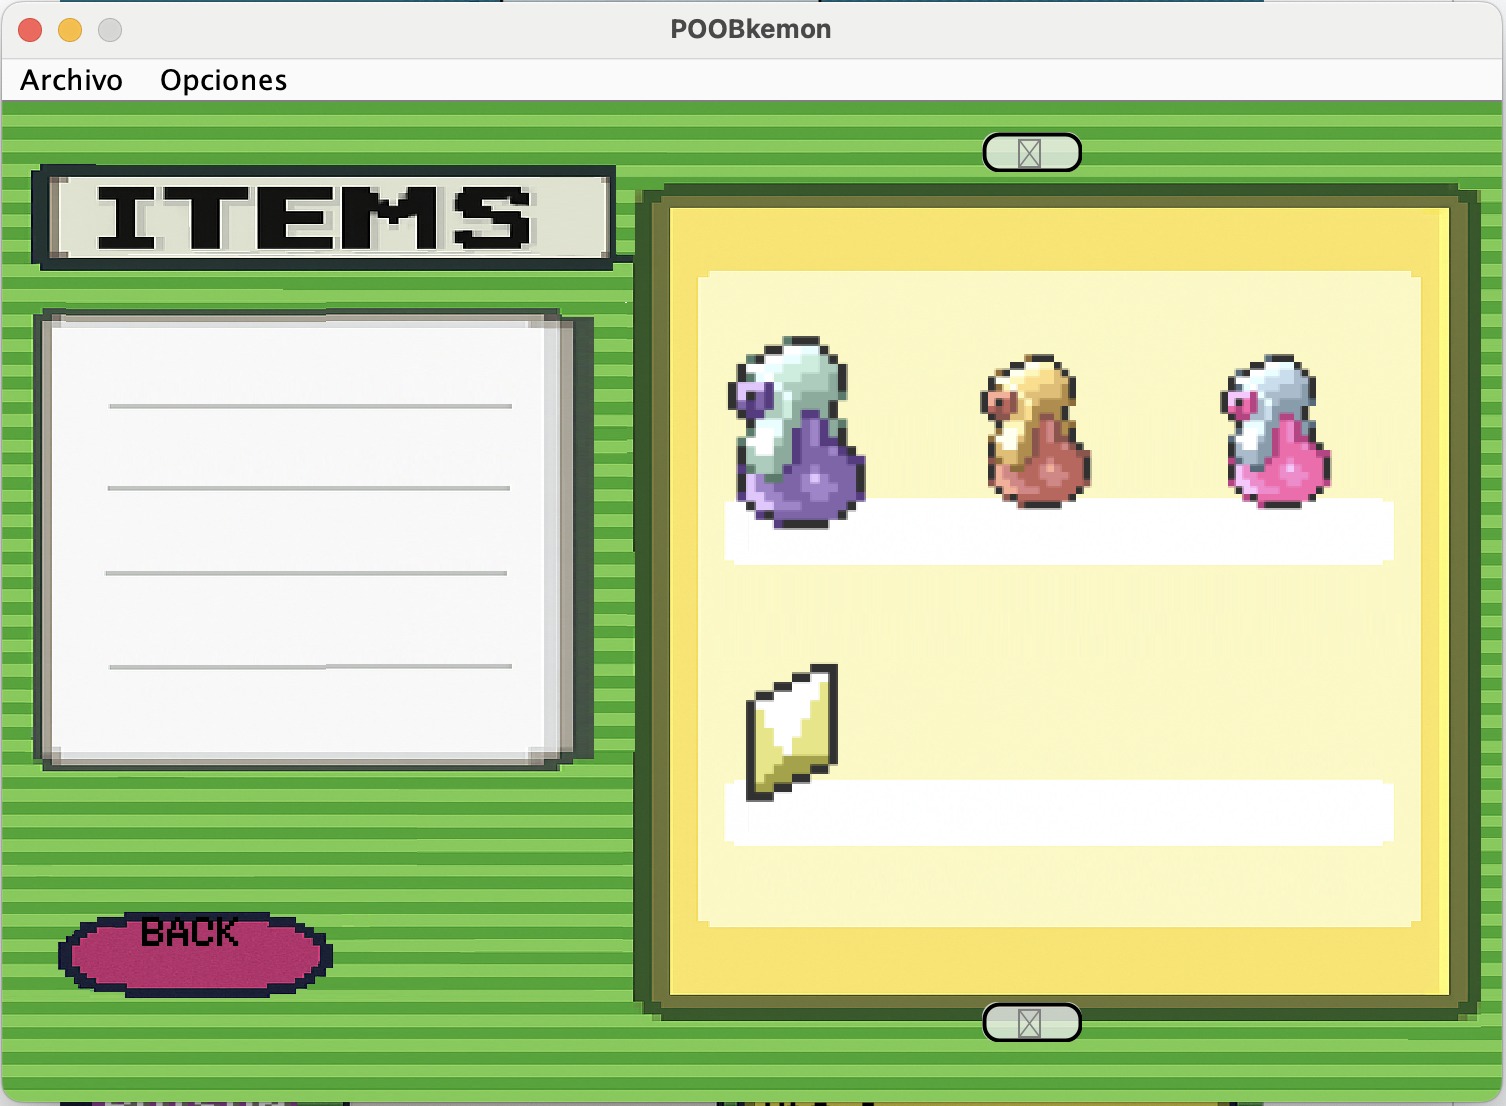 POOBkemon
Archivo Opciones
ITEMS
BACK